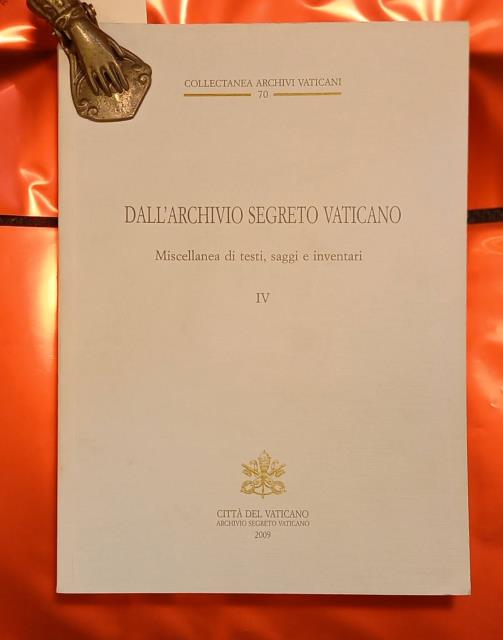 COLLECTANEA ARCHIVI VATICANI
70
DALL'ARCHIVIO SEGRETO VATICANO
Miscellanea di testi, saggi e inventari
IV
CITTÀ DEL VATICANO
ARCHIVIO SEGRETO VATICANO
2009